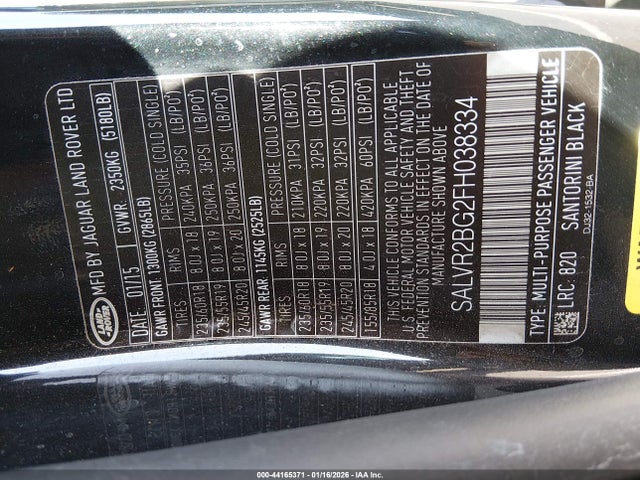 LAND ROVER
MFD BY JAGUAR LAND ROVER LTD
DATE: 01/15 GVWR 2350KG (5180LB)
GAWR FRONT 1300KG (2865LB)
TIRES RIMS PRESSURE (COLD SINGLE)
235/60R18 8.0J x 18 240KPA 35PSI (LB/PO²)
235/55R19 8.0J x 19 250KPA 36PSI (LB/PO²)
245/45R20 8.0J x 20 250KPA 36PSI (LB/PO²)
GAWR REAR 1145KG (2525LB)
TIRES RIMS PRESSURE (COLD SINGLE)
235/60R18 8.0J x 18 210KPA 31PSI (LB/PO²)
235/55R19 8.0J x 19 220KPA 32PSI (LB/PO²)
245/45R20 8.0J x 20 220KPA 32PSI (LB/PO²)
T55/85R18 4.0J x 18 420KPA 60PSI (LB/PO²)
THIS VEHICLE CONFORMS TO ALL APPLICABLE
U.S FEDERAL MOTOR VEHICLE SAFETY AND THEFT
PREVENTION STANDARDS IN EFFECT ON THE DATE OF
MANUFACTURE SHOWN ABOVE
SALVR2BG2FH038334
TYPE: MULTI-PURPOSE PASSENGER VEHICLE
LRC: 820 SANTORINI BLACK
DJ32-1532-BA
000-44165371 | 01/16/2026 - IAA Inc.